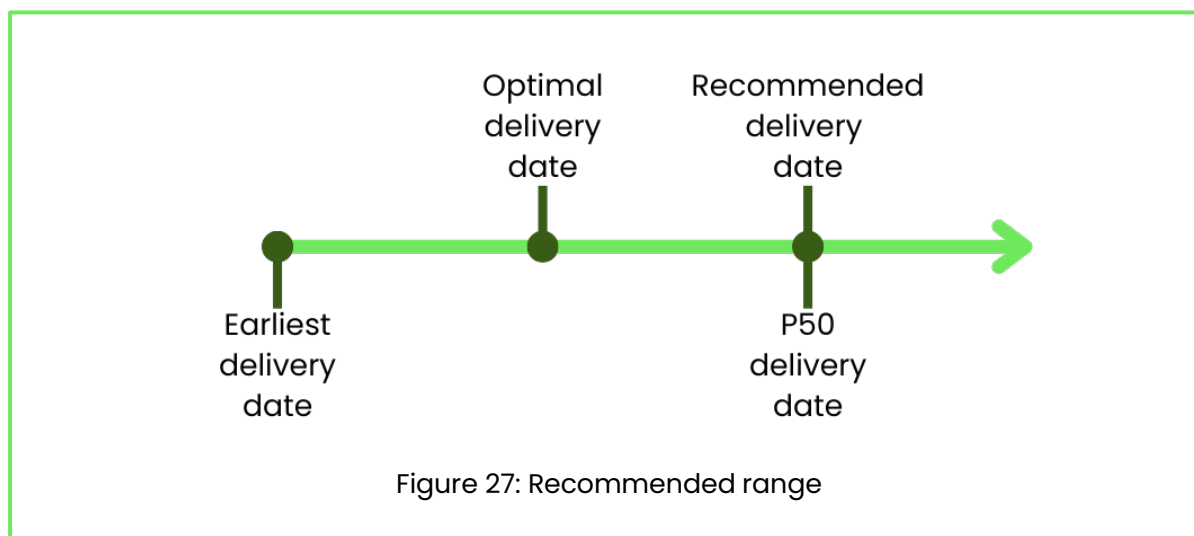 Optimal
delivery
date
Recommended
delivery
date
Earliest
delivery
date
P50
delivery
date
Figure 27: Recommended range